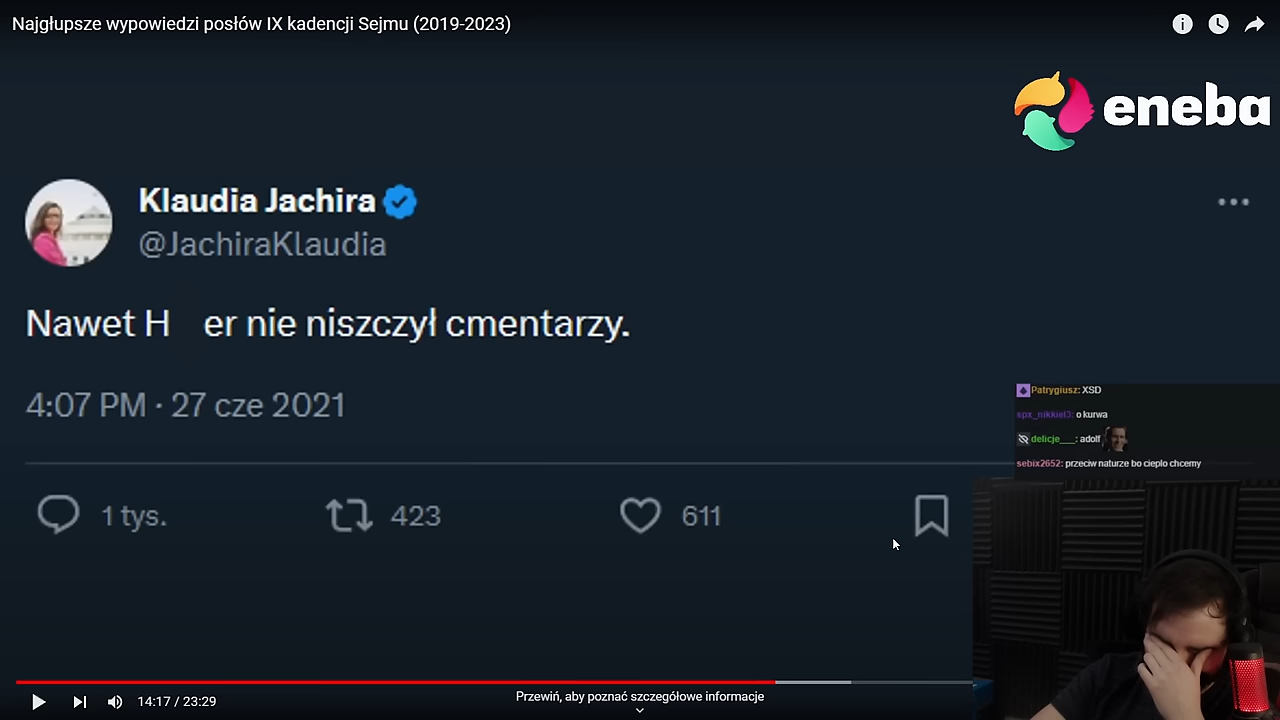 Najgłupsze wypowiedzi posłów IX kadencji Sejmu (2019-2023)
eneba
Klaudia Jachira
@JachiraKlaudia
Nawet H er nie niszczył cmentarzy.
4:07 PM · 27 cze 2021
1 tys.
423
611
Patrygiusz: XSD
spx_nikkiel3: o kurwa
delicje___: adolf
sebix2652: przeciw naturze bo cieplo chcemy
14:17 / 23:29
Przewiń, aby poznać szczegółowe informacje